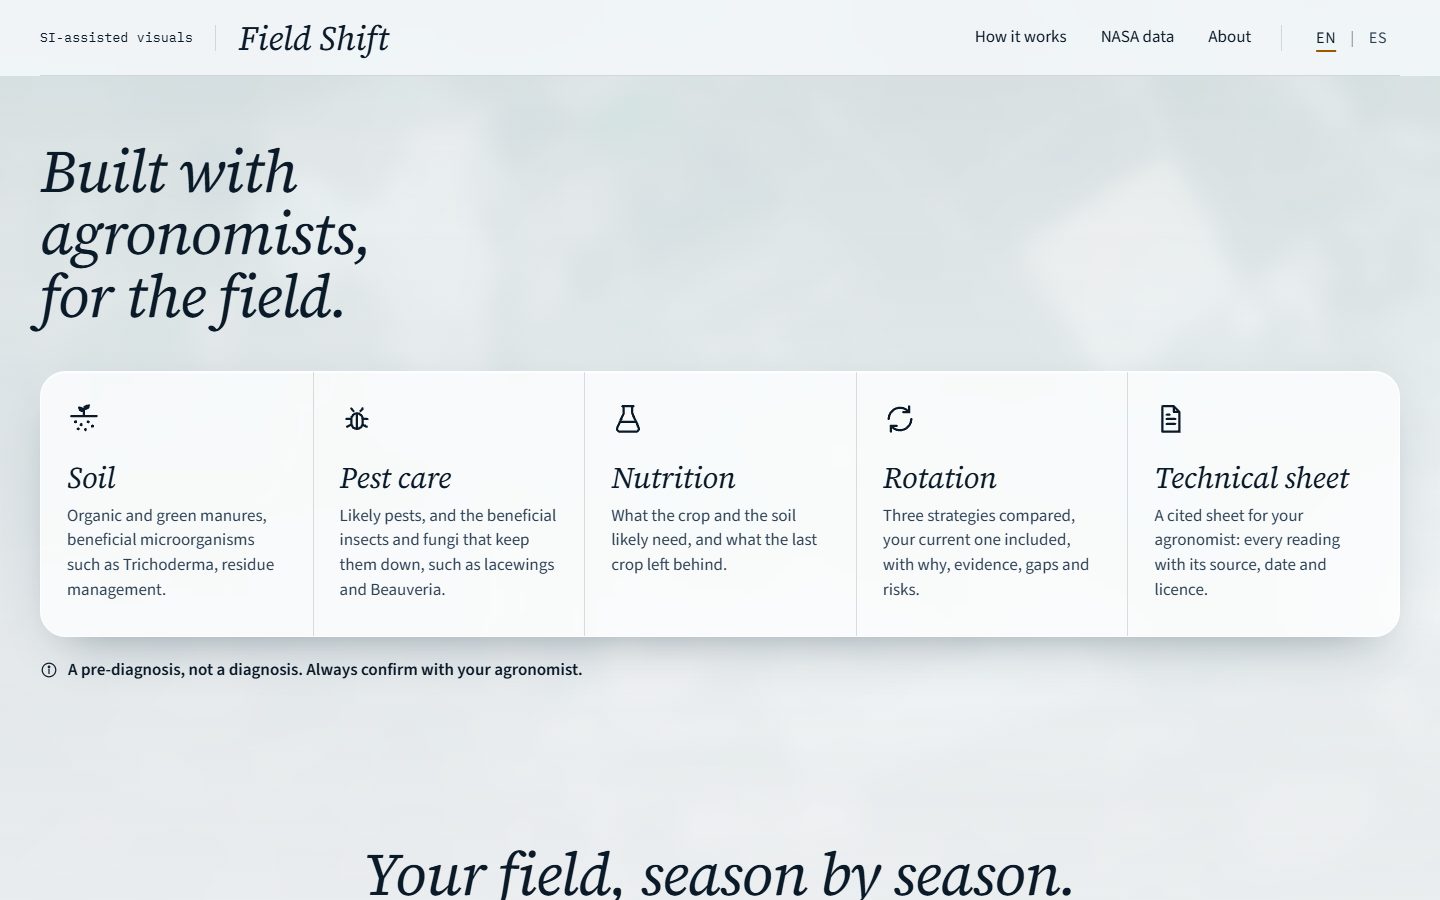 SI-assisted visuals
Field Shift
How it works
NASA data
About
EN | ES
Built with
agronomists,
for the field.
Soil
Organic and green manures,
beneficial microorganisms
such as Trichoderma, residue
management.
Pest care
Likely pests, and the beneficial
insects and fungi that keep
them down, such as lacewings
and Beauveria.
Nutrition
What the crop and the soil
likely need, and what the last
crop left behind.
Rotation
Three strategies compared,
your current one included,
with why, evidence, gaps and
risks.
Technical sheet
A cited sheet for your
agronomist: every reading
with its source, date and
licence.
A pre-diagnosis, not a diagnosis. Always confirm with your agronomist.
Your field, season by season.